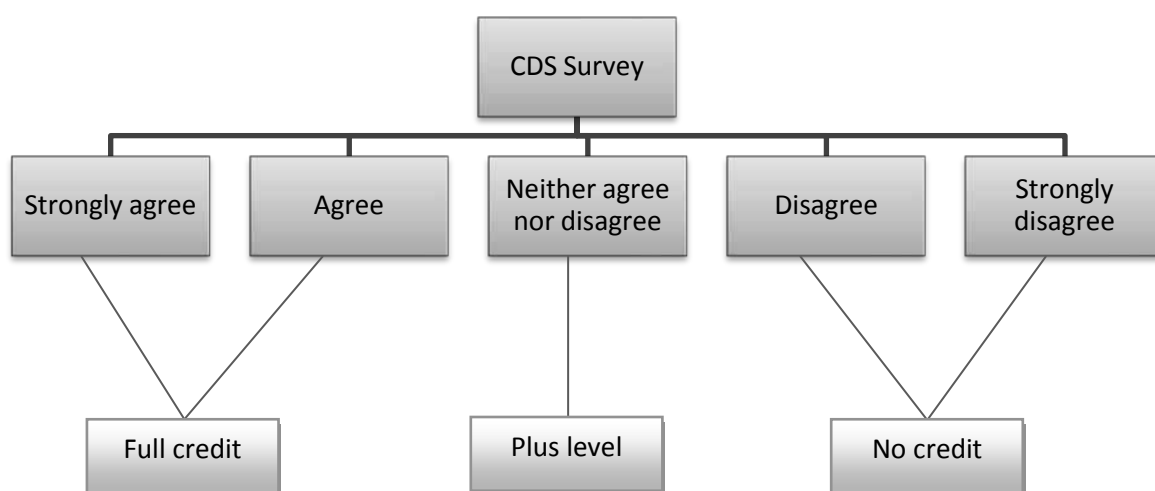 CDS Survey
Strongly agree
Agree
Neither agree
nor disagree
Disagree
Strongly
disagree
Full credit
Plus level
No credit